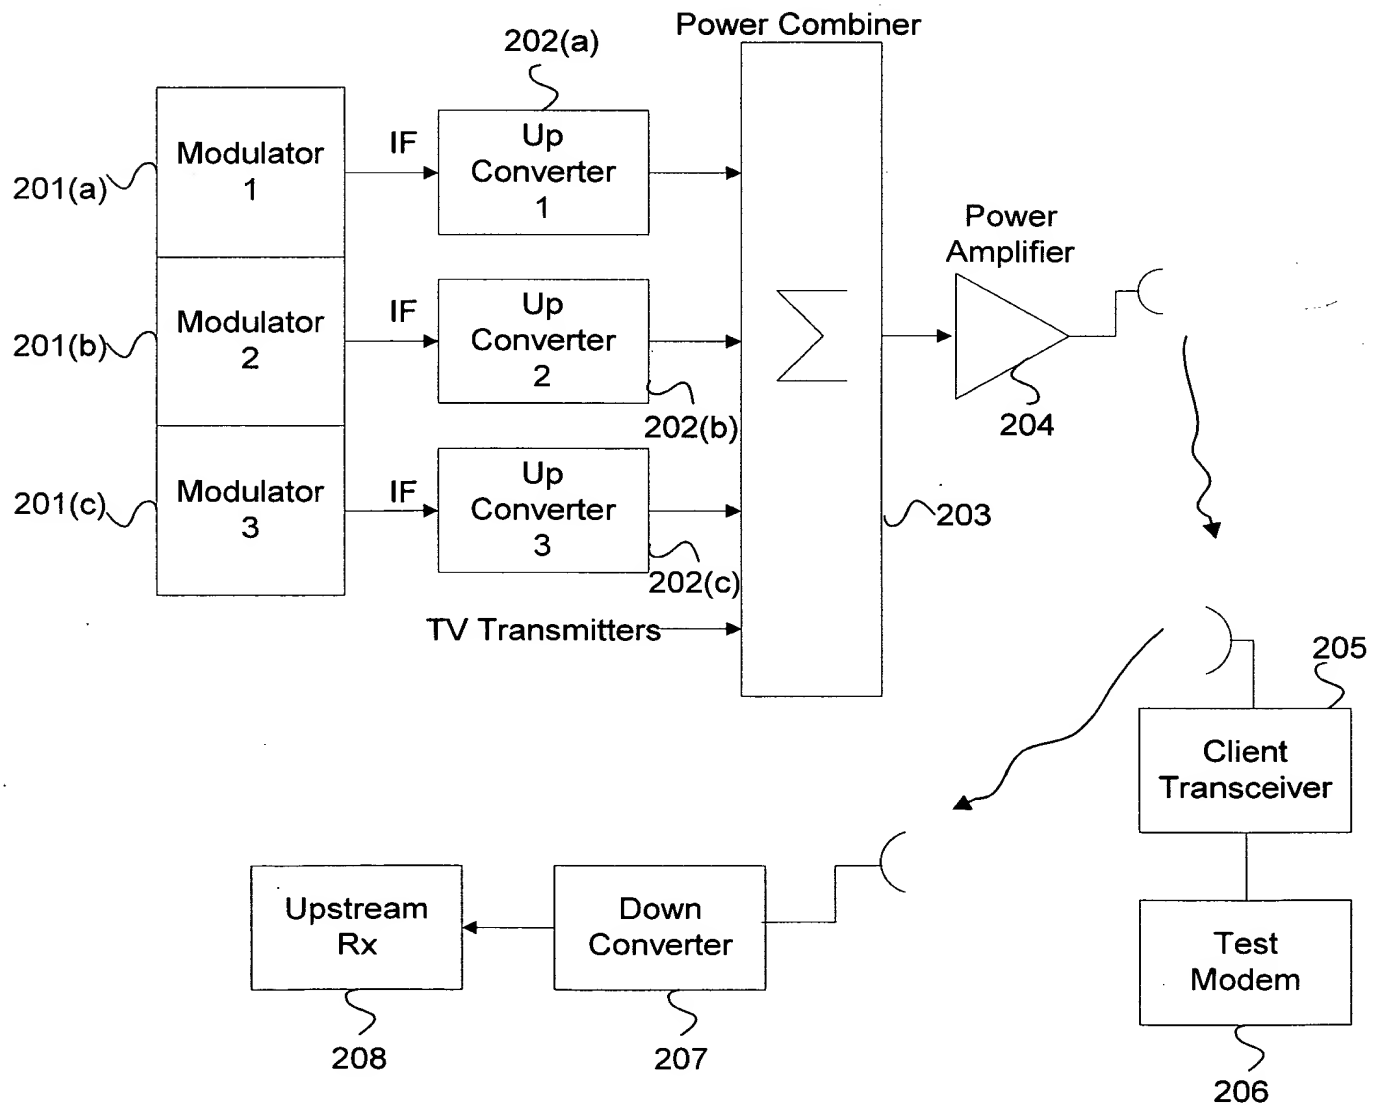 Power Combiner
202(a)
Modulator
1
IF
Up
Converter
1
201(a)
Power
Amplifier
Modulator
2
IF
Up
Converter
2
201(b)
202(b)
204
Modulator
3
IF
Up
Converter
3
201(c)
203
202(c)
TV Transmitters
205
Client
Transceiver
Upstream
Rx
Down
Converter
Test
Modem
208
207
206